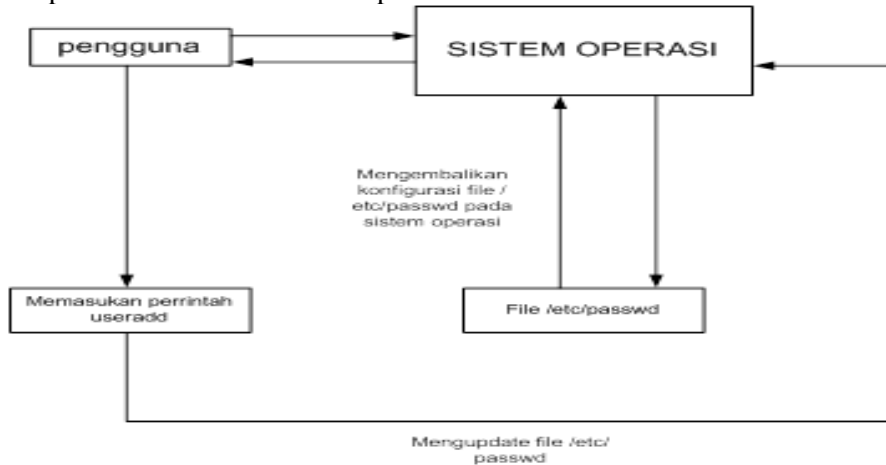 pengguna
SISTEM OPERASI
Mengembalikan
konfigurasi file /
etc/passwd pada
sistem operasi
Memasukan perrintah
useradd
File /etc/passwd
Mengupdate file /etc/
passwd